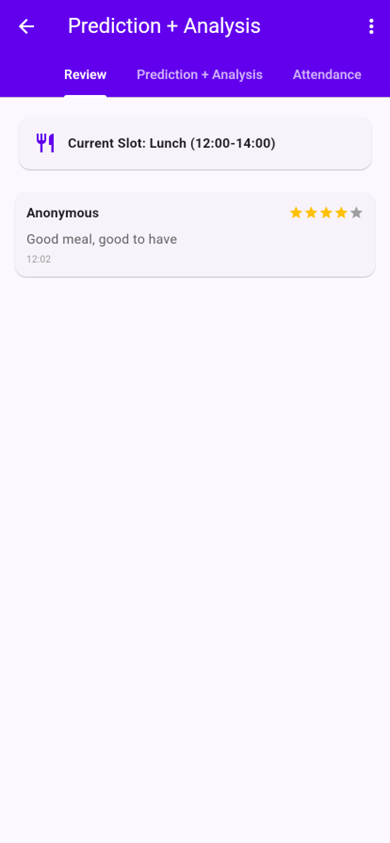 Prediction + Analysis
Review
Prediction + Analysis
Attendance
Current Slot: Lunch (12:00-14:00)
Anonymous
Good meal, good to have
12:02